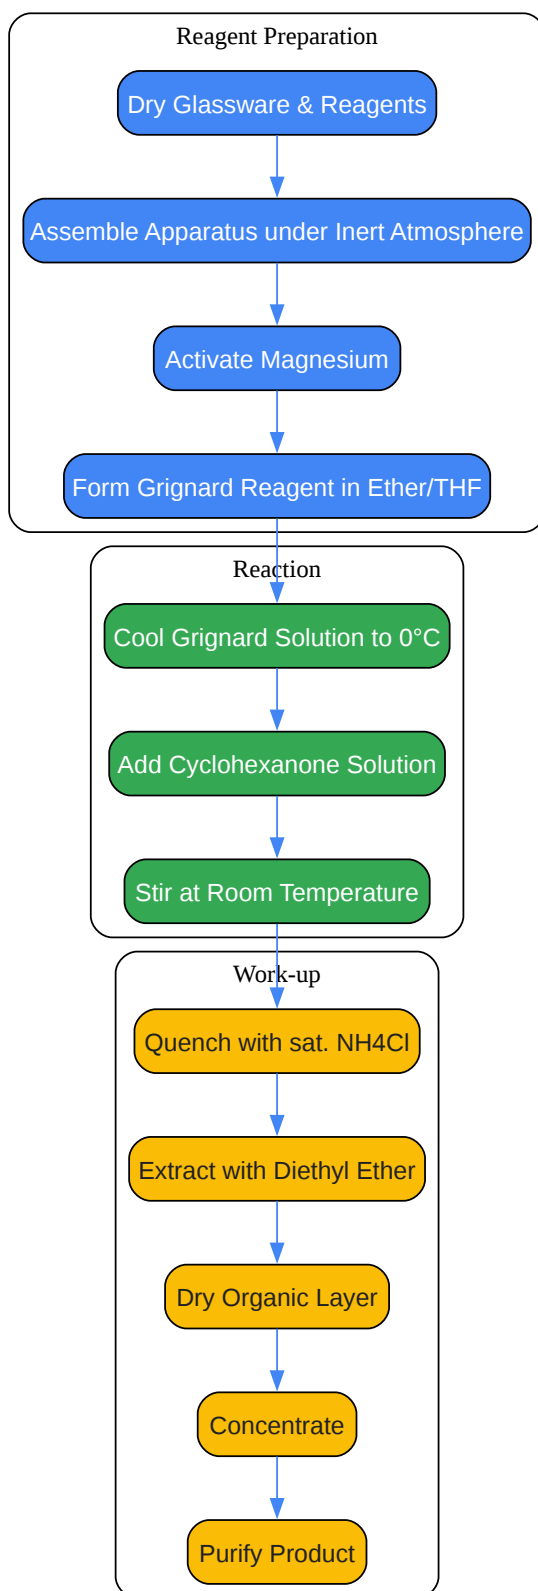 Reagent Preparation
Dry Glassware & Reagents
Assemble Apparatus under Inert Atmosphere
Activate Magnesium
Form Grignard Reagent in Ether/THF
Reaction
Cool Grignard Solution to 0°C
Add Cyclohexanone Solution
Stir at Room Temperature
Work-up
Quench with sat. NH4Cl
Extract with Diethyl Ether
Dry Organic Layer
Concentrate
Purify Product